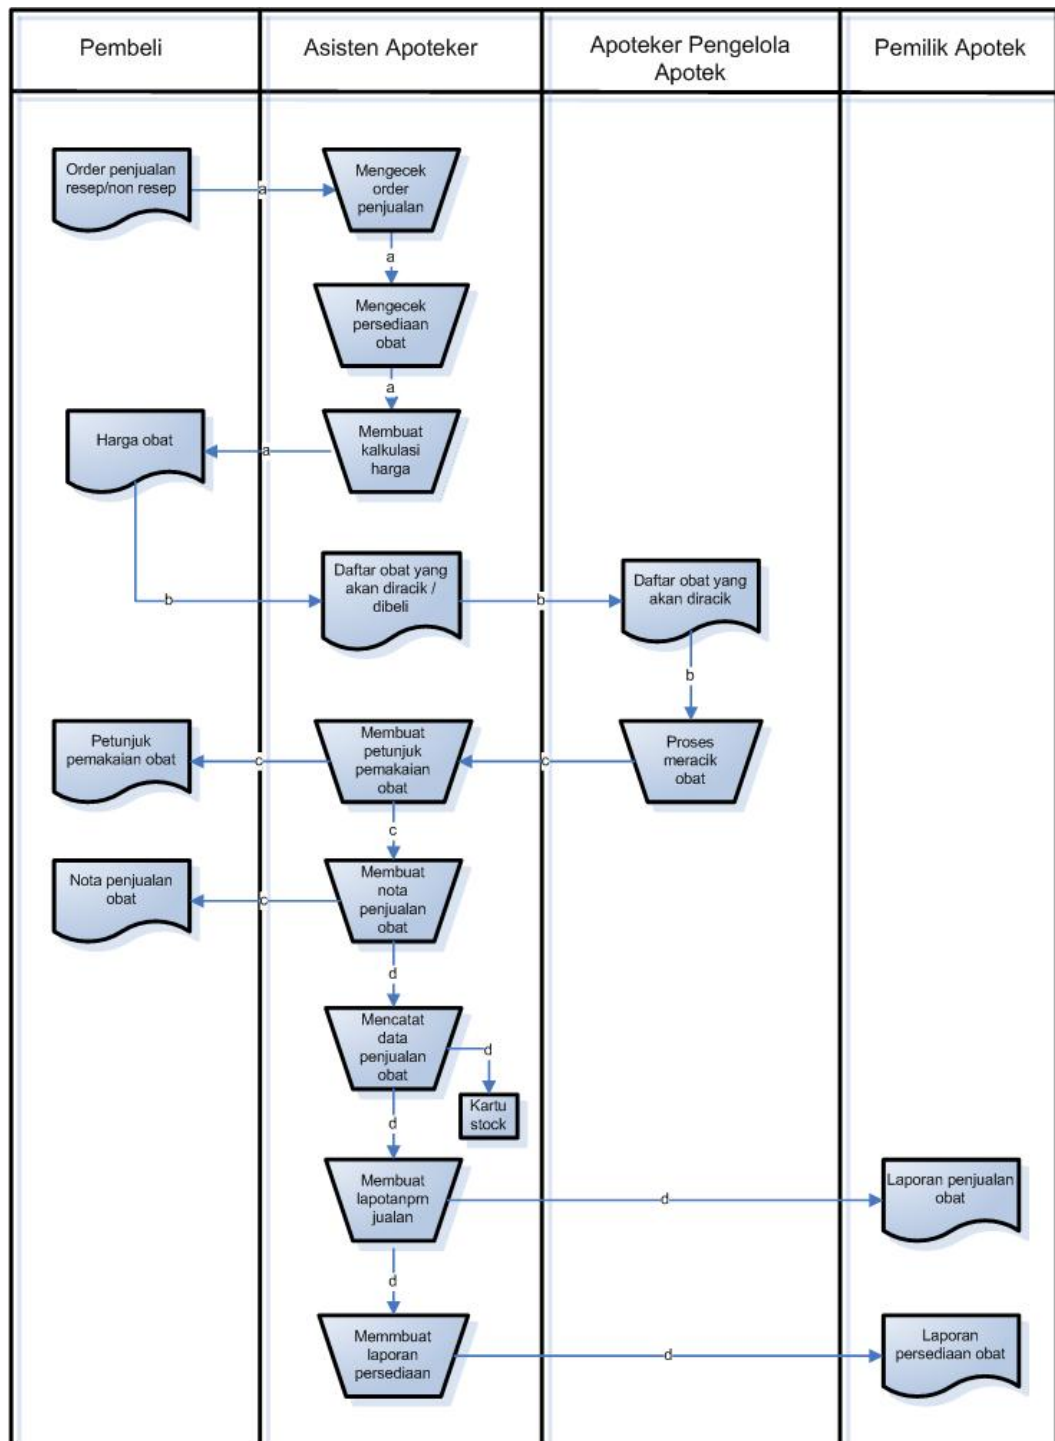 Pembeli
Asisten Apoteker
Apoteker Pengelola
Apotek
Pemilik Apotek
Order penjualan
resep/non resep
a
Mengecek
order
penjualan
a
Mengecek
persediaan
obat
a
Membuat
kalkulasi
harga
a
Harga obat
b
Daftar obat yang
akan diracik /
dibeli
b
Daftar obat yang
akan diracik
b
Proses
meracik
obat
c
Membuat
petunjuk
pemakaian
obat
c
Petunjuk
pemakaian obat
c
Membuat
nota
penjualan
obat
c
Nota penjualan
obat
d
Mencatat
data
penjualan
obat
d
Kartu
stock
d
Membuat
lapotanprn
jualan
d
Laporan penjualan
obat
d
Memmbuat
laporan
persediaan
d
Laporan
persediaan obat